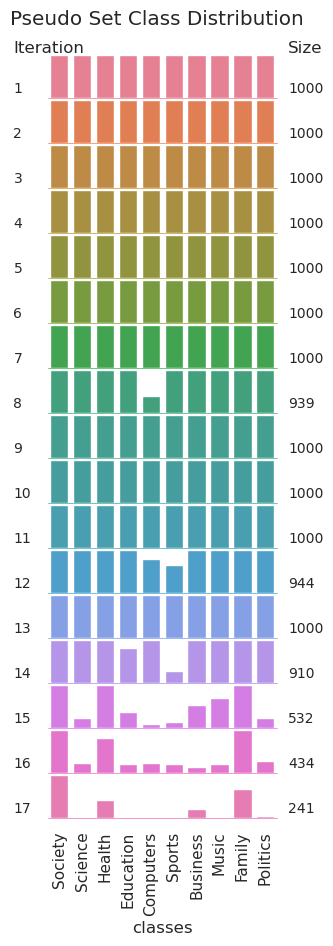 Pseudo Set Class Distribution
Iteration Size
1 1000
2 1000
3 1000
4 1000
5 1000
6 1000
7 1000
8 939
9 1000
10 1000
11 1000
12 944
13 1000
14 910
15 532
16 434
17 241
Society
Science
Health
Education
Computers
Sports
Business
Music
Family
Politics
classes